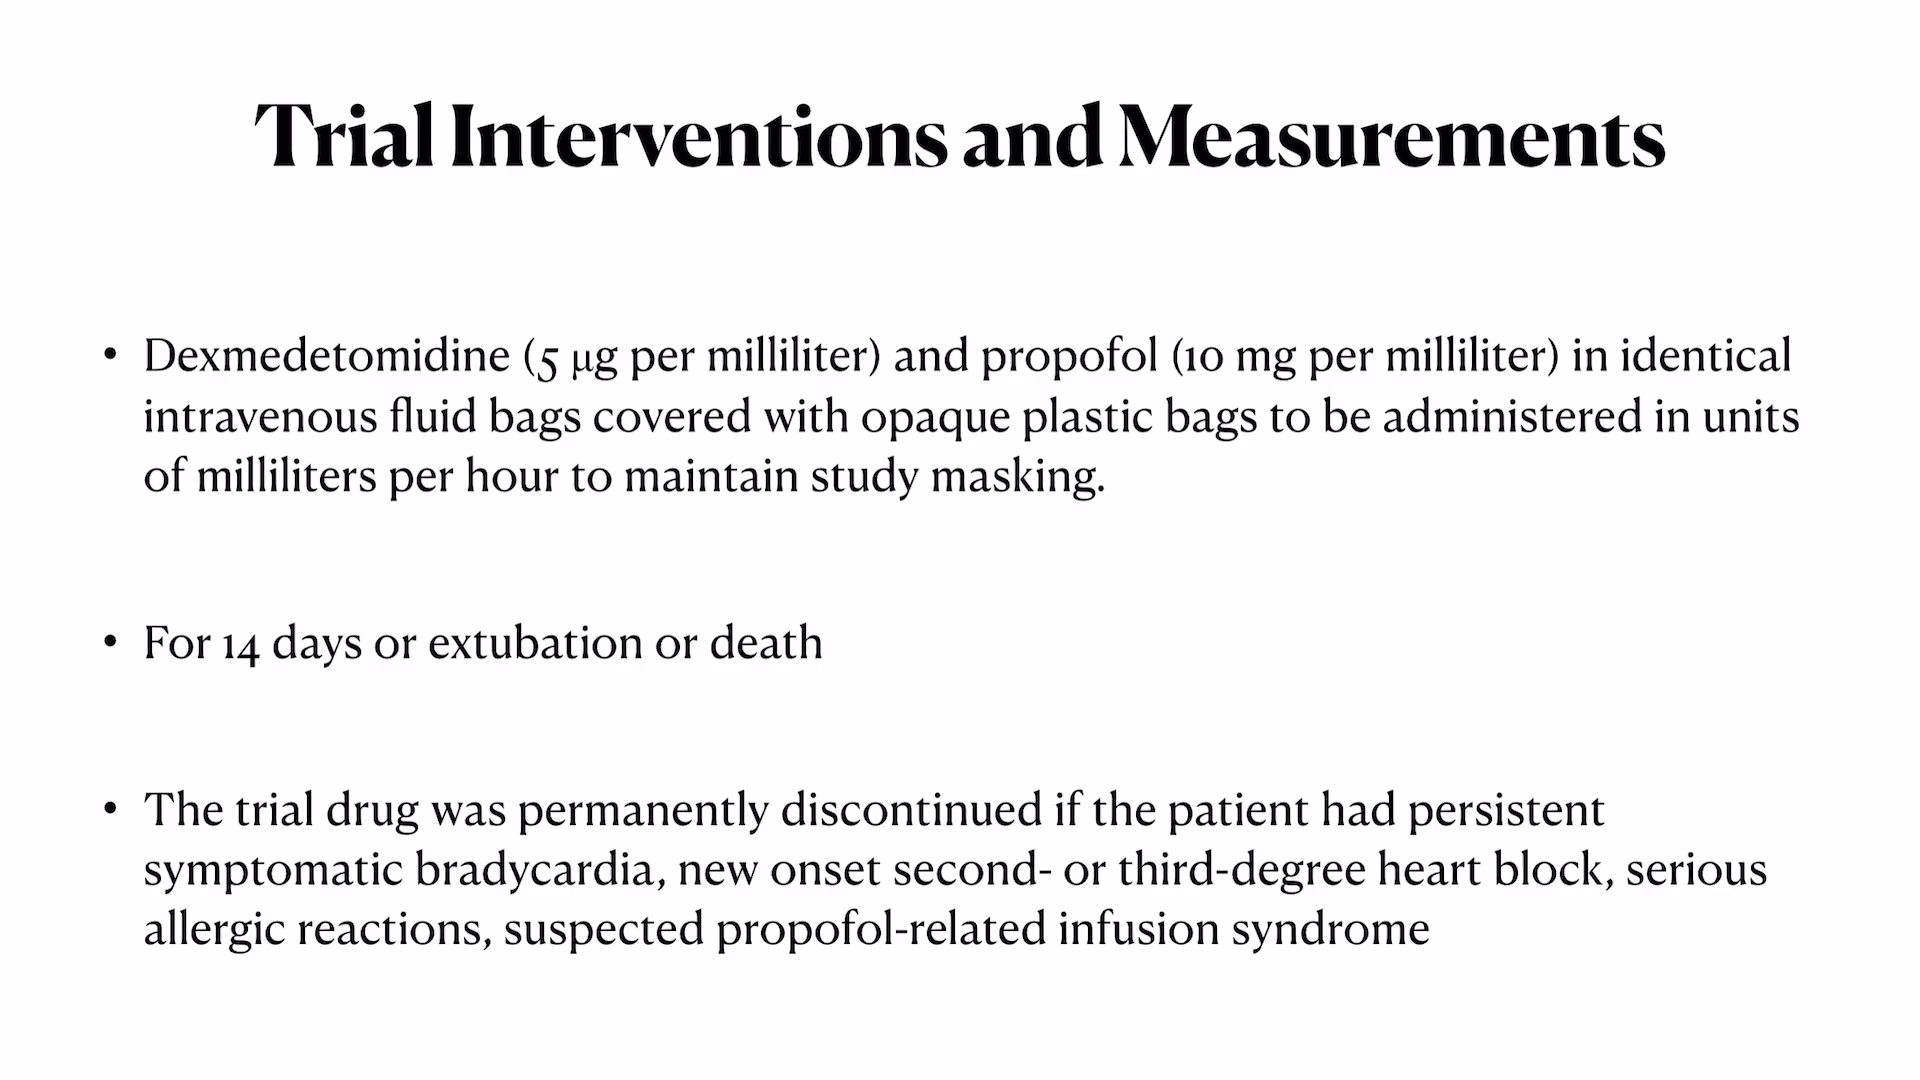 Trial Interventions and Measurements
• Dexmedetomidine (5 μg per milliliter) and propofol (10 mg per milliliter) in identical
intravenous fluid bags covered with opaque plastic bags to be administered in units
of milliliters per hour to maintain study masking.
• For 14 days or extubation or death
• The trial drug was permanently discontinued if the patient had persistent
symptomatic bradycardia, new onset second- or third-degree heart block, serious
allergic reactions, suspected propofol-related infusion syndrome